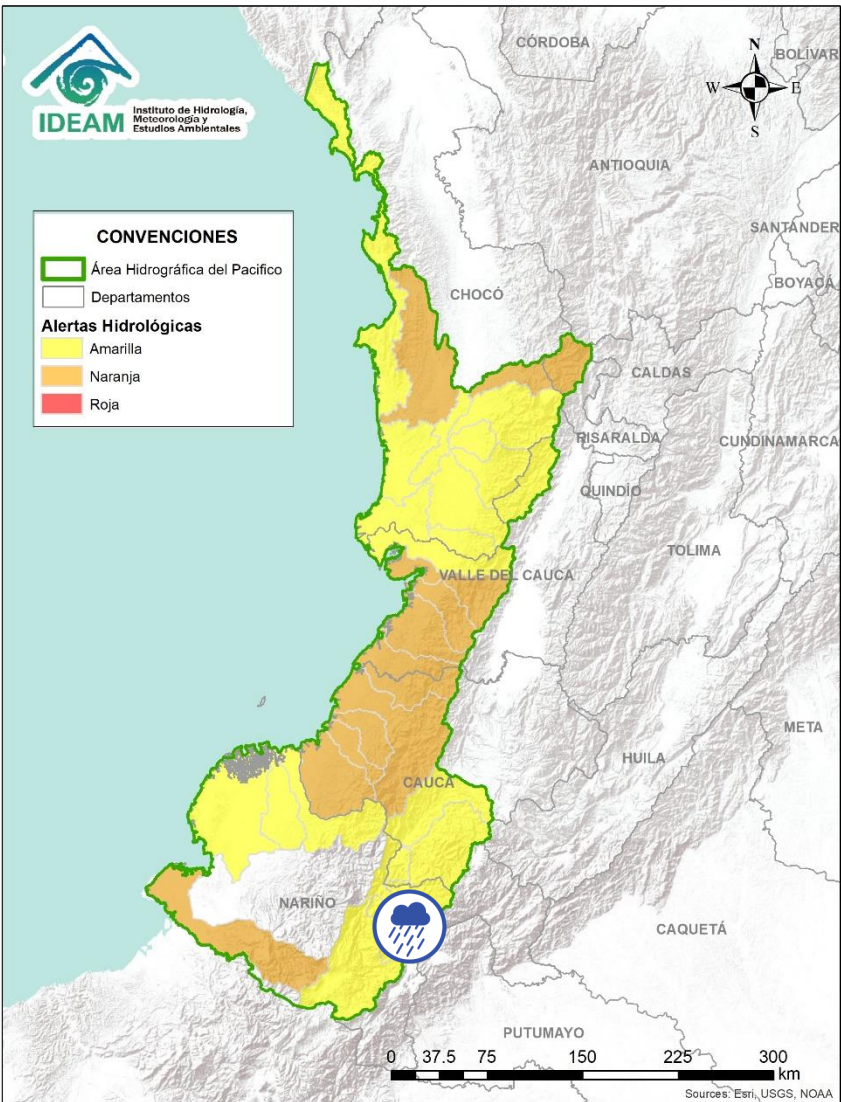 IDEAM
Instituto de Hidrología,
Meteorología y
Estudios Ambientales
CÓRDOBA
BOLÍVAR
N
W
E
S
ANTIOQUIA
SANTANDER
BOYACÁ
CONVENCIONES
Área Hidrográfica del Pacifico
Departamentos
Alertas Hidrológicas
Amarilla
Naranja
Roja
CHOCÓ
CALDAS
RISARALDA
CUNDINAMARCA
QUINDÍO
TOLIMA
VALLE DEL CAUCA
META
HUILA
CAUCA
NARIÑO
CAQUETÁ
PUTUMAYO
0 37.5 75 150 225 300
km
Sources: Esri, USGS, NOAA